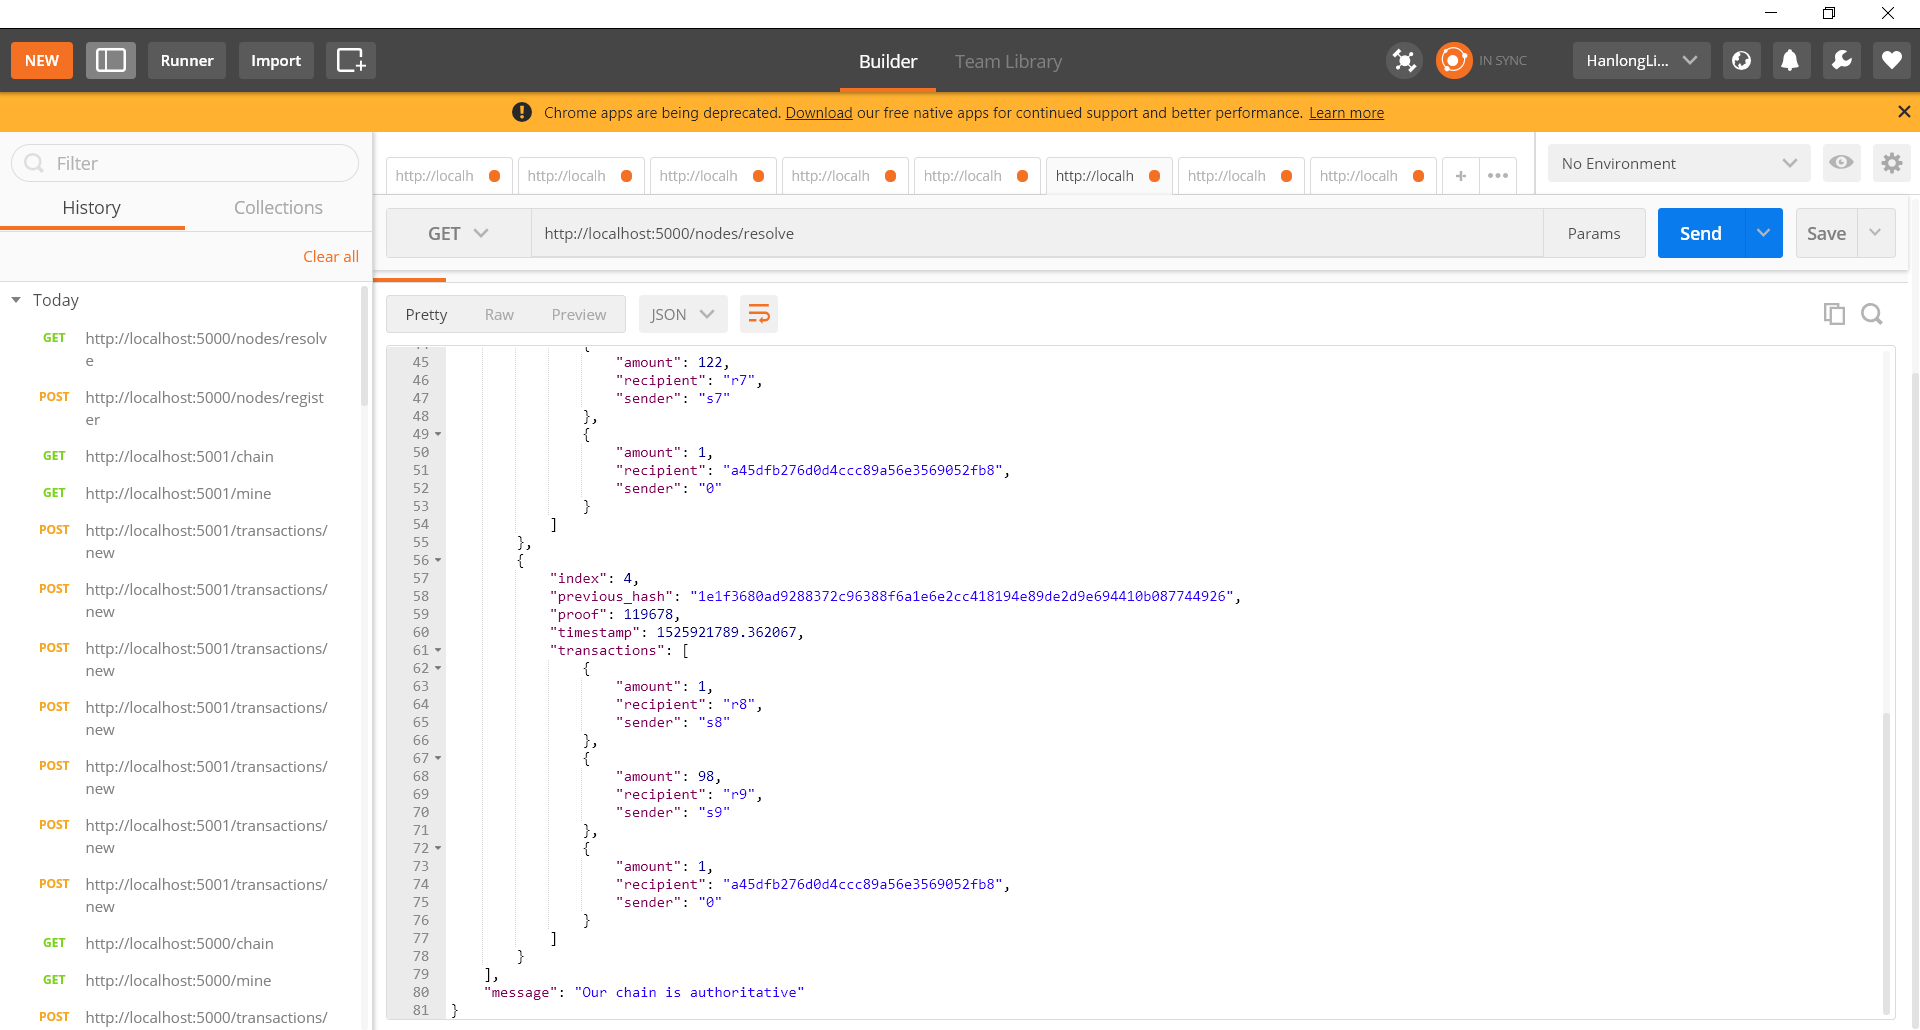 NEW
Runner
Import
Builder
Team Library
IN SYNC
HanlongLi...
Chrome apps are being deprecated. Download our free native apps for continued support and better performance. Learn more
Filter
History
Collections
Clear all
Today
GET http://localhost:5000/nodes/resolv
e
POST http://localhost:5000/nodes/regist
er
GET http://localhost:5001/chain
GET http://localhost:5001/mine
POST http://localhost:5001/transactions/
new
POST http://localhost:5001/transactions/
new
POST http://localhost:5001/transactions/
new
POST http://localhost:5001/transactions/
new
POST http://localhost:5001/transactions/
new
POST http://localhost:5001/transactions/
new
POST http://localhost:5001/transactions/
new
GET http://localhost:5000/chain
GET http://localhost:5000/mine
POST http://localhost:5000/transactions/
http://localh http://localh http://localh http://localh http://localh http://localh http://localh http://localh + •••
No Environment
GET http://localhost:5000/nodes/resolve Params Send Save
Pretty Raw Preview JSON
{
45 "amount": 122,
46 "recipient": "r7",
47 "sender": "s7"
48 },
49 {
50 "amount": 1,
51 "recipient": "a45dfb276d0d4ccc89a56e3569052fb8",
52 "sender": "0"
53 }
54 ]
55 },
56 {
57 "index": 4,
58 "previous_hash": "1e1f3680ad9288372c96388f6a1e6e2cc418194e89de2d9e694410b087744926",
59 "proof": 119678,
60 "timestamp": 1525921789.362067,
61 "transactions": [
62 {
63 "amount": 1,
64 "recipient": "r8",
65 "sender": "s8"
66 },
67 {
68 "amount": 98,
69 "recipient": "r9",
70 "sender": "s9"
71 },
72 {
73 "amount": 1,
74 "recipient": "a45dfb276d0d4ccc89a56e3569052fb8",
75 "sender": "0"
76 }
77 ]
78 }
79 ],
80 "message": "Our chain is authoritative"
81 }